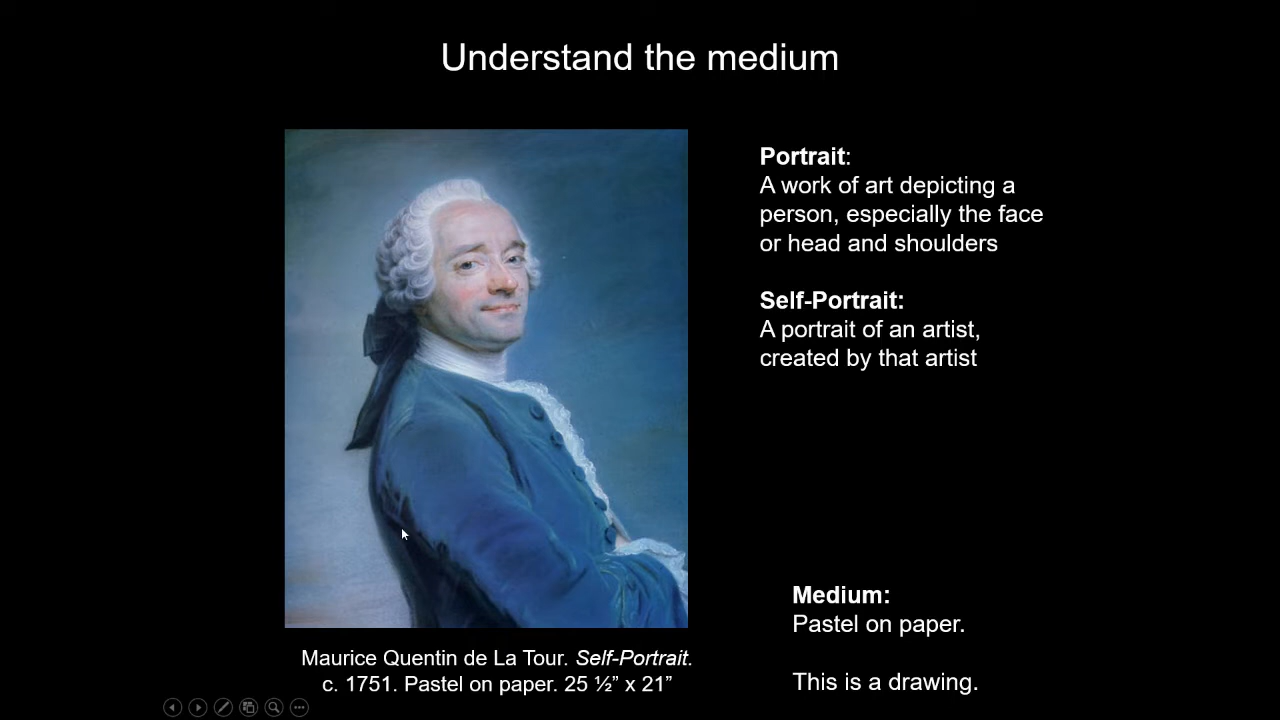 Understand the medium
Portrait:
A work of art depicting a
person, especially the face
or head and shoulders
Self-Portrait:
A portrait of an artist,
created by that artist
Medium:
Pastel on paper.
This is a drawing.
Maurice Quentin de La Tour. Self-Portrait.
c. 1751. Pastel on paper. 25 ½” x 21”